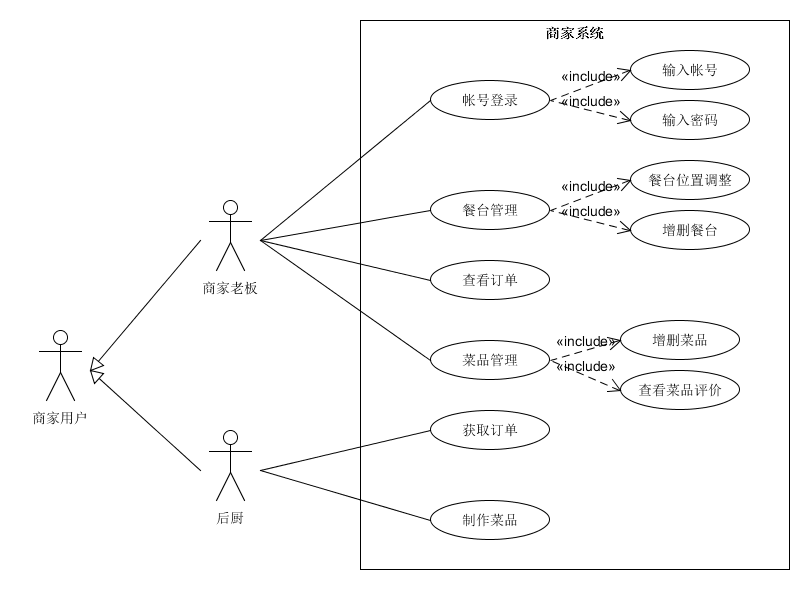 商家系统
帐号登录
«include»
输入帐号
«include»
输入密码
餐台管理
«include»
餐台位置调整
«include»
增删餐台
商家老板
查看订单
菜品管理
«include»
增删菜品
«include»
查看菜品评价
商家用户
获取订单
后厨
制作菜品